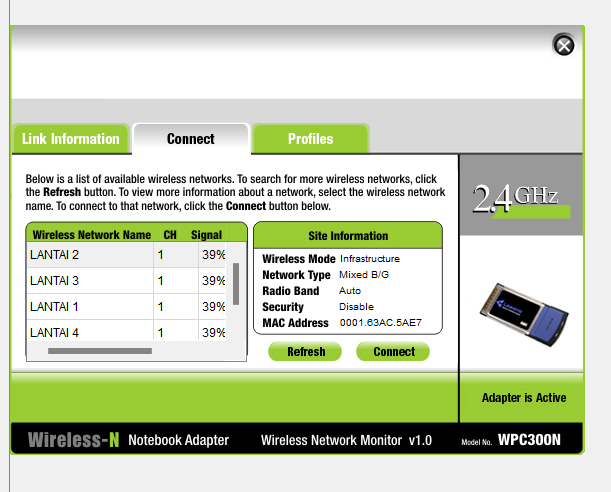 Link Information
Connect
Profiles
Below is a list of available wireless networks. To search for more wireless networks, click
the Refresh button. To view more information about a network, select the wireless network
name. To connect to that network, click the Connect button below.
2.4GHz
Wireless Network Name CH Signal
LANTAI 2 1 39%
LANTAI 3 1 39%
LANTAI 1 1 39%
LANTAI 4 1 39%
Site Information
Wireless Mode Infrastructure
Network Type Mixed B/G
Radio Band Auto
Security Disable
MAC Address 0001.63AC.5AE7
Refresh
Connect
Adapter is Active
Wireless-N Notebook Adapter Wireless Network Monitor v1.0 Model No. WPC300N